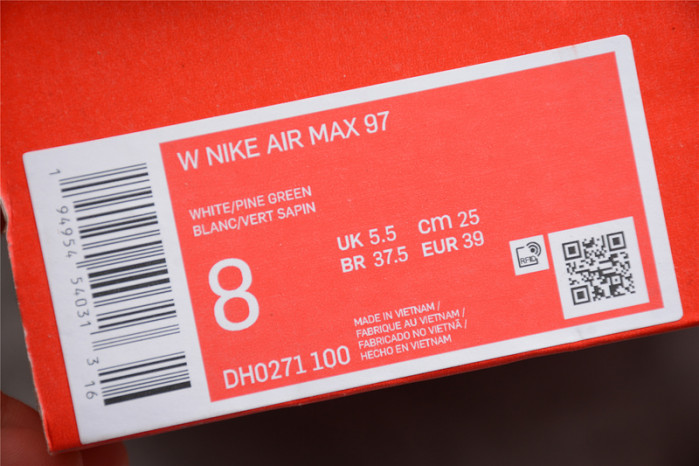 W NIKE AIR MAX 97
WHITE/PINE GREEN
BLANC/VERT SAPIN
8
UK 5.5 cm 25
BR 37.5 EUR 39
RFID
MADE IN VIETNAM/
FABRIQUE AU VIETNAM/
FABRICADO NO VIETNÃ/
HECHO EN VIETNAM
DH0271 100
1 94954 54031 3 16